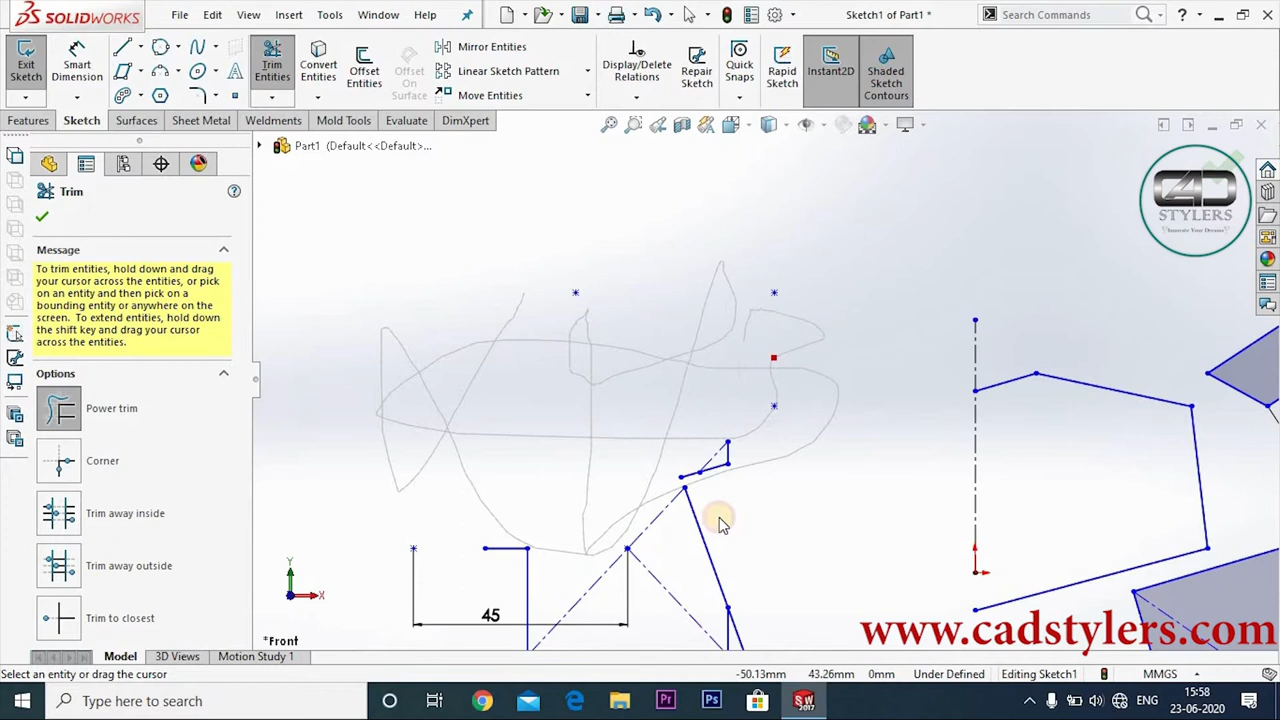 SOLIDWORKS
File Edit View Insert Tools Window Help
Sketch1 of Part1 *
Search Commands
?
Exit Sketch
Smart Dimension
Trim Entities
Convert Entities
Offset Entities
Offset On Surface
Mirror Entities
Linear Sketch Pattern
Move Entities
Display/Delete Relations
Repair Sketch
Quick Snaps
Rapid Sketch
Instant2D
Shaded Sketch Contours
Features Sketch Surfaces Sheet Metal Weldments Mold Tools Evaluate DimXpert
Part1 (Default<<Default>...
CAD
STYLERS
Trim
?
Message
To trim entities, hold down and drag
your cursor across the entities, or pick
on an entity and then pick on a
bounding entity or anywhere on the
screen. To extend entities, hold down
the shift key and drag your cursor
across the entities.
Options
Power trim
Corner
Trim away inside
Trim away outside
Trim to closest
45
Y
X
*Front
www.cadstylers.com
Model 3D Views Motion Study 1
Select an entity or drag the cursor
-50.13mm 43.26mm 0mm Under Defined Editing Sketch1 MMGS
Type here to search
Pr
Ps
SW
2017
ENG
15:58
23-06-2020